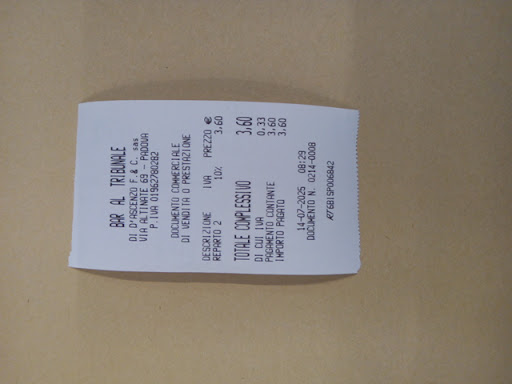 BAR AL TRIBUNALE
DI D'ASCENZO F. & C. sas
VIA ALTINATE 69 - PADOVA
P.IVA 01962780282
DOCUMENTO COMMERCIALE
DI VENDITA O PRESTAZIONE
DESCRIZIONE IVA PREZZO €
REPARTO 2 10% 3,60
TOTALE COMPLESSIVO 3,60
DI CUI IVA 0,33
PAGAMENTO CONTANTE 3,60
IMPORTO PAGATO 3,60
14-07-2025 08:29
DOCUMENTO N. 0214-0008